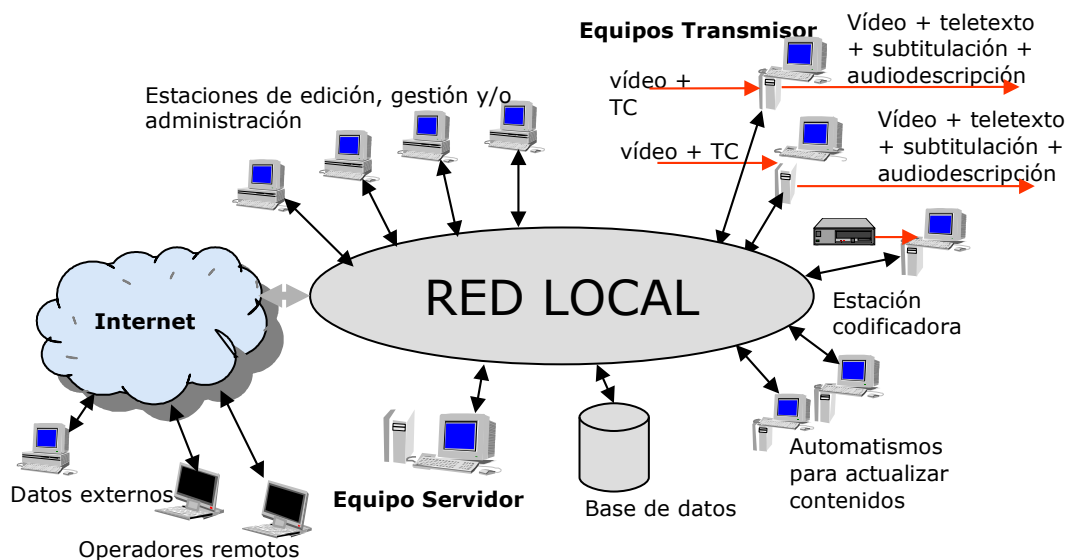 Equipos Transmisor
Vídeo + teletexto
+ subtitulación +
audiodescripción
vídeo +
TC
Estaciones de edición, gestión y/o
administración
vídeo + TC
Vídeo + teletexto
+ subtitulación +
audiodescripción
RED LOCAL
Internet
Estación
codificadora
Automatismos
para actualizar
contenidos
Datos externos
Equipo Servidor
Base de datos
Operadores remotos